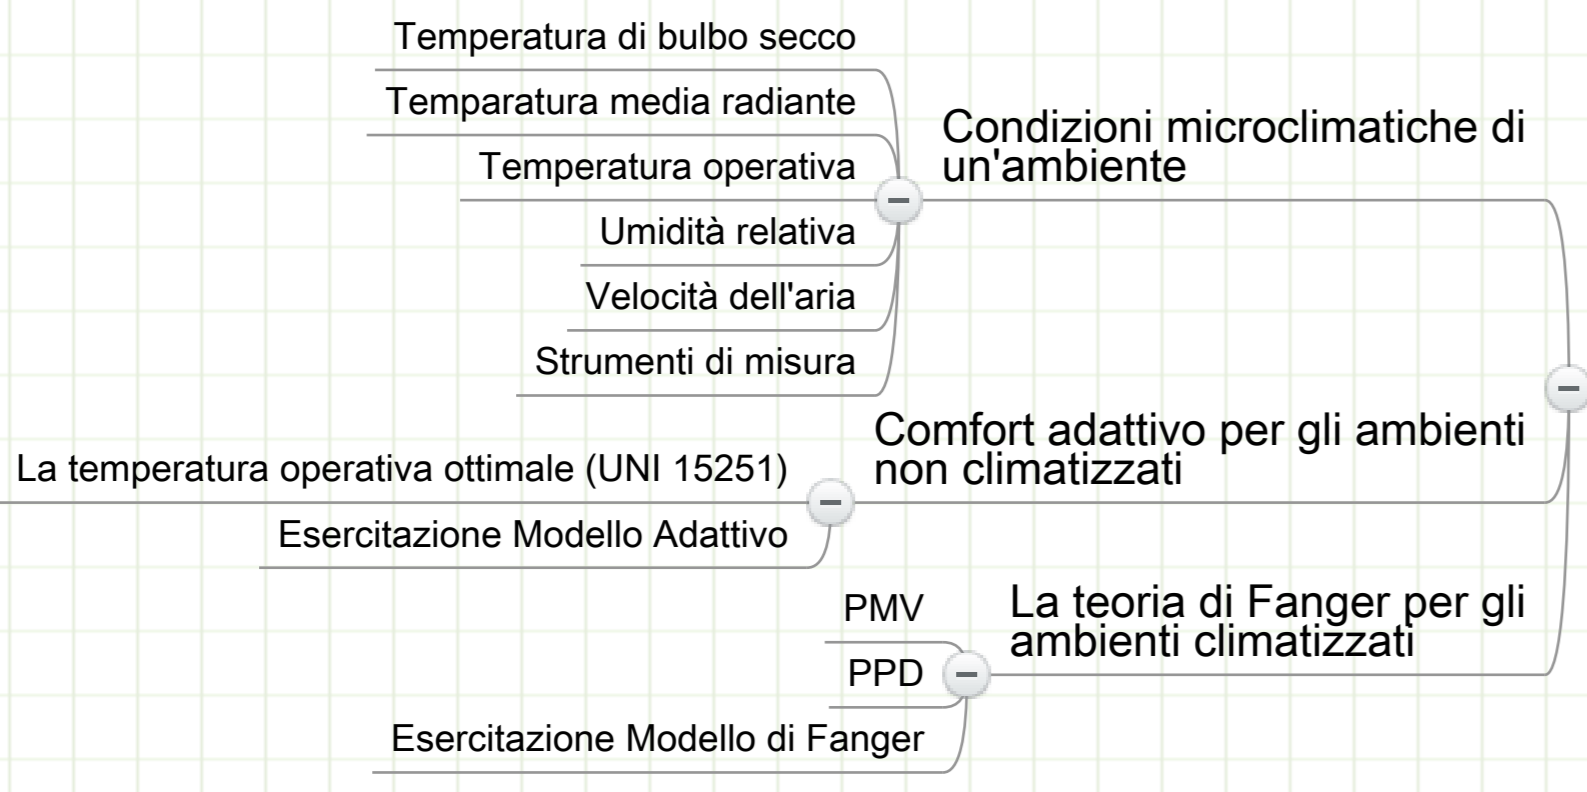 Temperatura di bulbo secco
Temparatura media radiante
Temperatura operativa
Umidità relativa
Velocità dell'aria
Strumenti di misura
Condizioni microclimatiche di
un'ambiente
La temperatura operativa ottimale (UNI 15251)
Esercitazione Modello Adattivo
Comfort adattivo per gli ambienti
non climatizzati
PMV
PPD
Esercitazione Modello di Fanger
La teoria di Fanger per gli
ambienti climatizzati